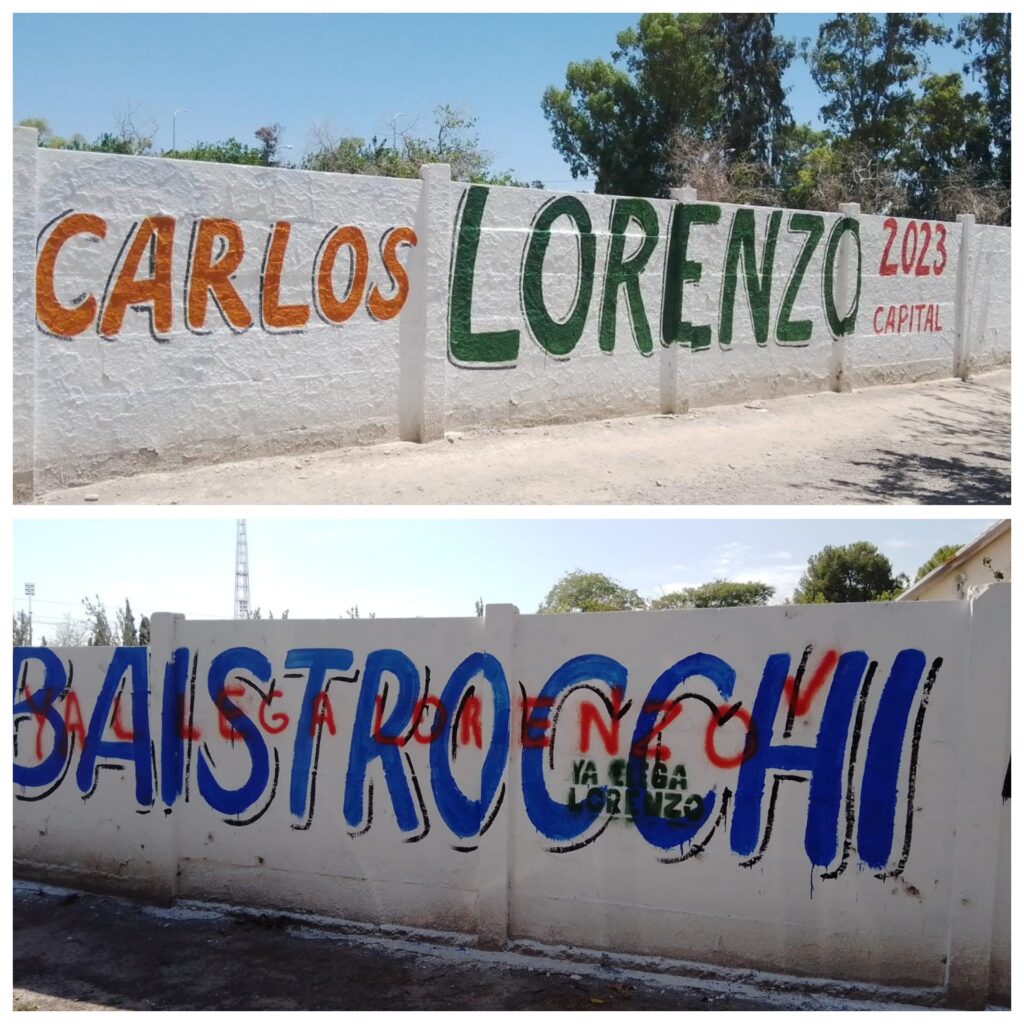 CARLOS LORENZO 2023
CAPITAL
BAISTROCCHI
YA LLEGA LORENZO V
YA LLEGA
LORENZO